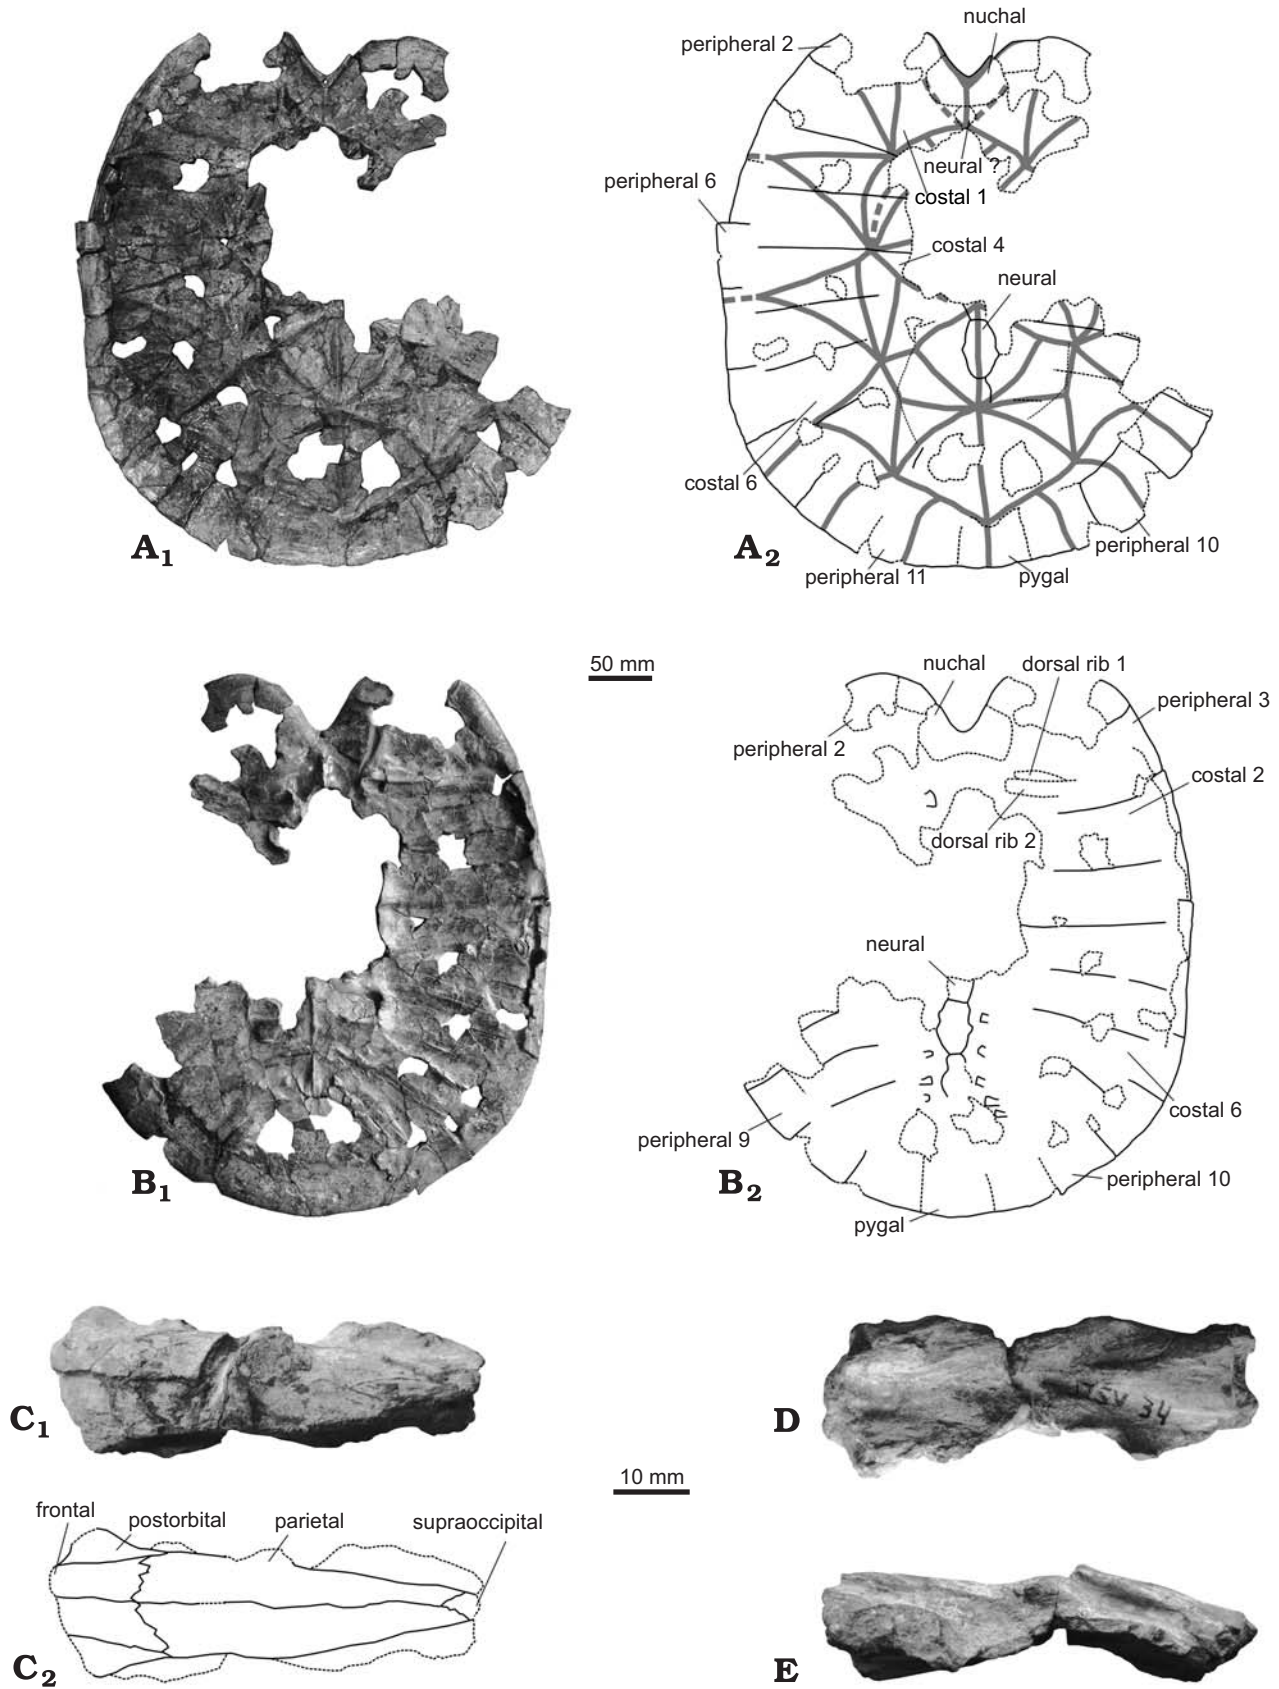 nuchal
peripheral 2
neural ?
peripheral 6
costal 1
costal 4
neural
costal 6
A1
A2
peripheral 10
peripheral 11
pygal
50 mm
nuchal
dorsal rib 1
peripheral 3
peripheral 2
costal 2
dorsal rib 2
neural
costal 6
peripheral 9
B1
B2
peripheral 10
pygal
C1
D
34
10 mm
frontal
postorbital
parietal
supraoccipital
C2
E